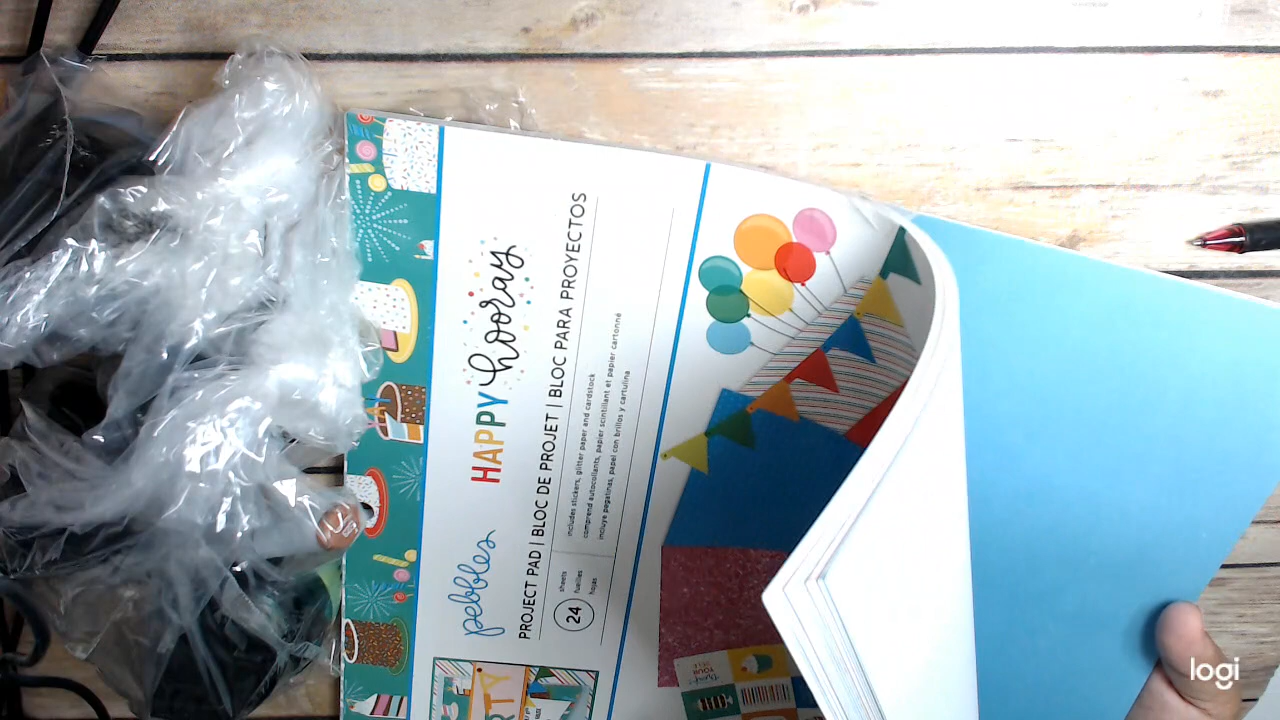 pebbles HAPPY hooray
PROJECT PAD | BLOC DE PROJET | BLOC PARA PROYECTOS
24
sheets
feuilles
hojas
includes stickers, glitter paper and cardstock
comprend autocollants, papier scintillant et papier cartonné
incluye pegatinas, papel con brillos y cartulina
logi